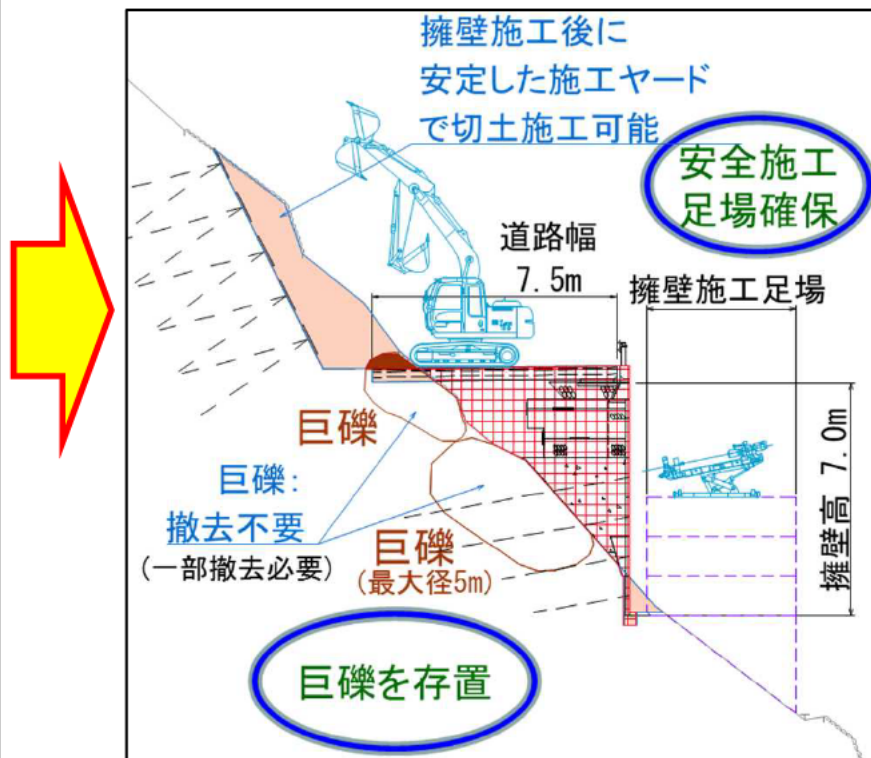 擁壁施工後に
安定した施工ヤード
で切土施工可能
安全施工
足場確保
道路幅
7.5m
擁壁施工足場
擁壁高 7.0m
巨礫
巨礫:
撤去不要
(一部撤去必要)
巨礫
(最大径5m)
巨礫を存置